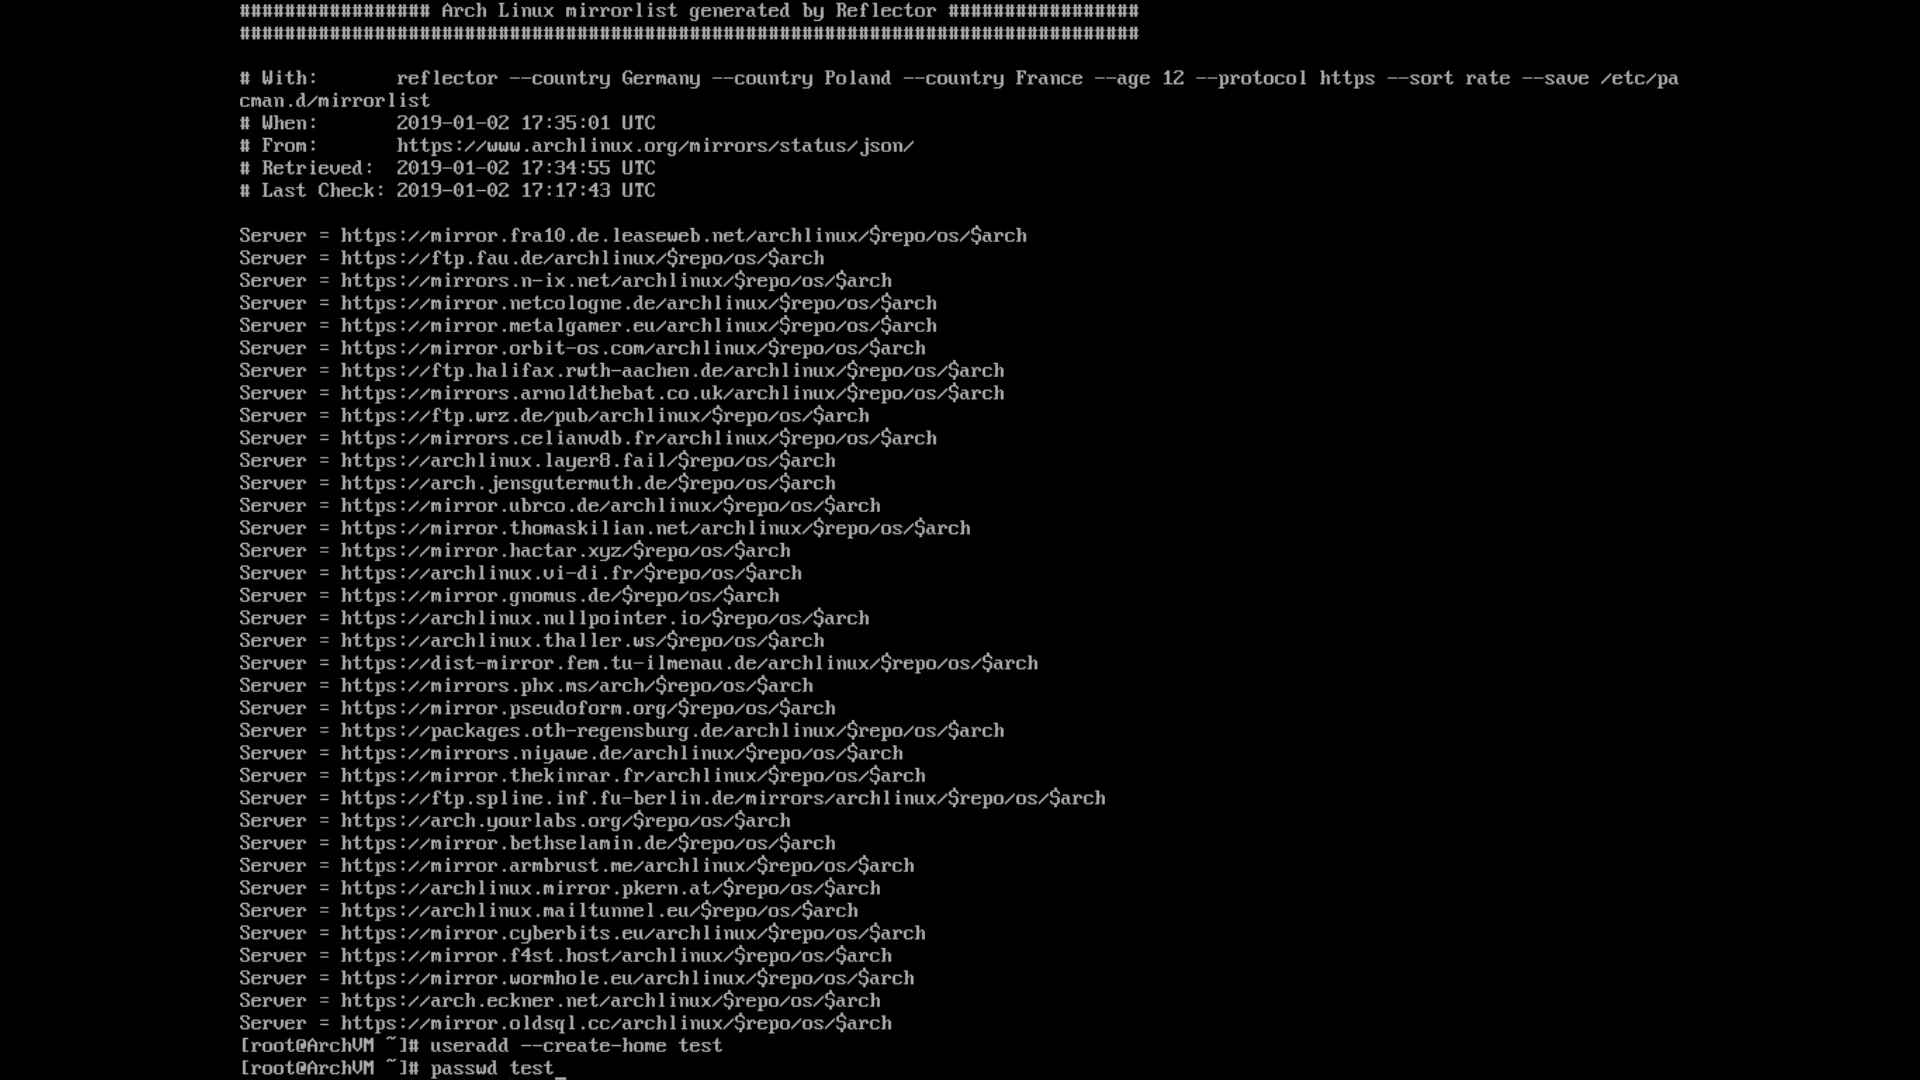 ################# Arch Linux mirrorlist generated by Reflector #################
################################################################################
# With:       reflector --country Germany --country Poland --country France --age 12 --protocol https --sort rate --save /etc/pa
cman.d/mirrorlist
# When:       2019-01-02 17:35:01 UTC
# From:       https://www.archlinux.org/mirrors/status/json/
# Retrieved:  2019-01-02 17:34:55 UTC
# Last Check: 2019-01-02 17:17:43 UTC
Server = https://mirror.fra10.de.leaseweb.net/archlinux/$repo/os/$arch
Server = https://ftp.fau.de/archlinux/$repo/os/$arch
Server = https://mirrors.n-ix.net/archlinux/$repo/os/$arch
Server = https://mirror.netcologne.de/archlinux/$repo/os/$arch
Server = https://mirror.metalgamer.eu/archlinux/$repo/os/$arch
Server = https://mirror.orbit-os.com/archlinux/$repo/os/$arch
Server = https://ftp.halifax.rwth-aachen.de/archlinux/$repo/os/$arch
Server = https://mirrors.arnoldthebat.co.uk/archlinux/$repo/os/$arch
Server = https://ftp.wrz.de/pub/archlinux/$repo/os/$arch
Server = https://mirrors.celianvdb.fr/archlinux/$repo/os/$arch
Server = https://archlinux.layer8.fail/$repo/os/$arch
Server = https://arch.jensgutermuth.de/$repo/os/$arch
Server = https://mirror.ubrco.de/archlinux/$repo/os/$arch
Server = https://mirror.thomaskilian.net/archlinux/$repo/os/$arch
Server = https://mirror.hactar.xyz/$repo/os/$arch
Server = https://archlinux.vi-di.fr/$repo/os/$arch
Server = https://mirror.gnomus.de/$repo/os/$arch
Server = https://archlinux.nullpointer.io/$repo/os/$arch
Server = https://archlinux.thaller.ws/$repo/os/$arch
Server = https://dist-mirror.fem.tu-ilmenau.de/archlinux/$repo/os/$arch
Server = https://mirrors.phx.ms/arch/$repo/os/$arch
Server = https://mirror.pseudoform.org/$repo/os/$arch
Server = https://packages.oth-regensburg.de/archlinux/$repo/os/$arch
Server = https://mirrors.niyawe.de/archlinux/$repo/os/$arch
Server = https://mirror.thekinrar.fr/archlinux/$repo/os/$arch
Server = https://ftp.spline.inf.fu-berlin.de/mirrors/archlinux/$repo/os/$arch
Server = https://arch.yourlabs.org/$repo/os/$arch
Server = https://mirror.bethselamin.de/$repo/os/$arch
Server = https://mirror.armbrust.me/archlinux/$repo/os/$arch
Server = https://archlinux.mirror.pkern.at/$repo/os/$arch
Server = https://archlinux.mailtunnel.eu/$repo/os/$arch
Server = https://mirror.cyberbits.eu/archlinux/$repo/os/$arch
Server = https://mirror.f4st.host/archlinux/$repo/os/$arch
Server = https://mirror.wormhole.eu/archlinux/$repo/os/$arch
Server = https://arch.eckner.net/archlinux/$repo/os/$arch
Server = https://mirror.oldsql.cc/archlinux/$repo/os/$arch
[root@ArchVM ~]# useradd --create-home test
[root@ArchVM ~]# passwd test_